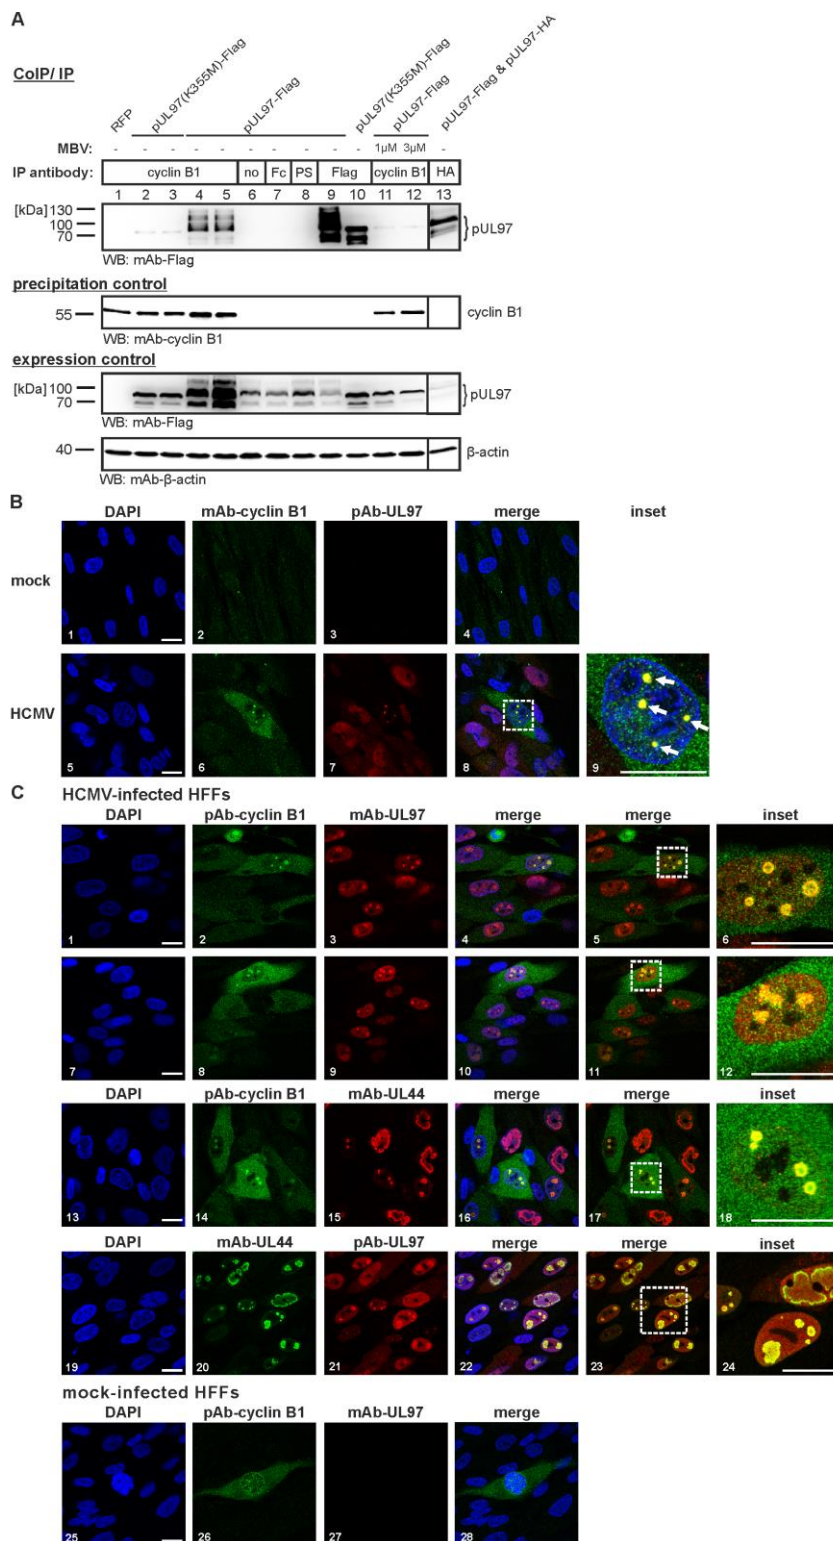 A
CoIP/ IP
RFP
pUL97(K355M)-Flag
pUL97-Flag
pUL97(K355M)-Flag
pUL97-Flag
pUL97-Flag & pUL97-HA
MBV: - - - - - - - - - - 1µM 3µM -
IP antibody: cyclin B1 no Fc PS Flag cyclin B1 HA
1 2 3 4 5 6 7 8 9 10 11 12 13
[kDa] 130
100
70
pUL97
WB: mAb-Flag
precipitation control
55 cyclin B1
WB: mAb-cyclin B1
expression control
[kDa] 100
70
pUL97
WB: mAb-Flag
40 β-actin
WB: mAb-β-actin
B
DAPI mAb-cyclin B1 pAb-UL97 merge inset
mock
1 2 3 4
HCMV
5 6 7 8 9
C HCMV-infected HFFs
DAPI pAb-cyclin B1 mAb-UL97 merge merge inset
1 2 3 4 5 6
7 8 9 10 11 12
DAPI pAb-cyclin B1 mAb-UL44 merge merge inset
13 14 15 16 17 18
DAPI mAb-UL44 pAb-UL97 merge merge inset
19 20 21 22 23 24
mock-infected HFFs
DAPI pAb-cyclin B1 mAb-UL97 merge
25 26 27 28